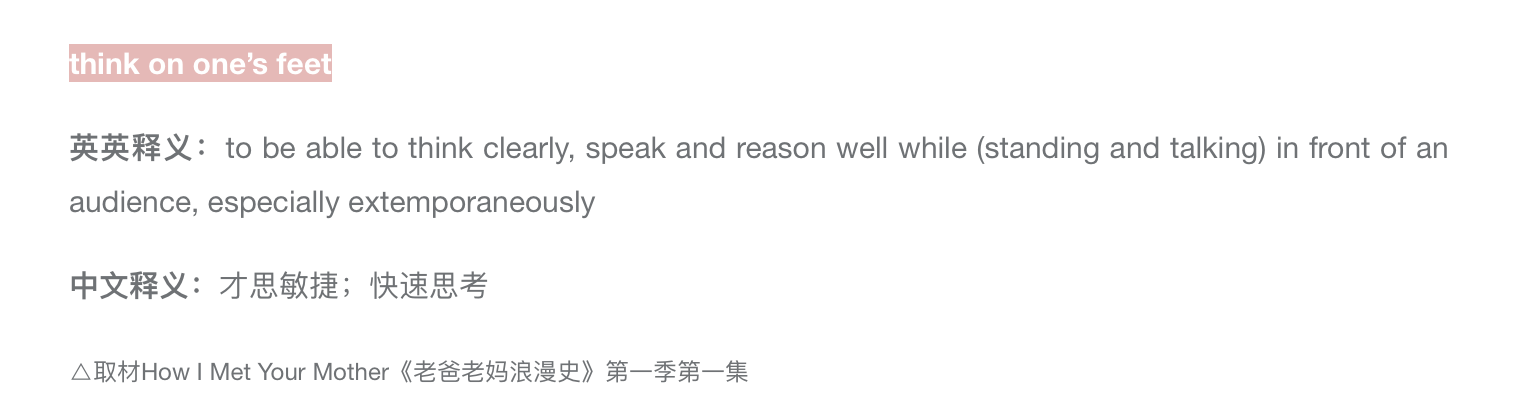 think on one’s feet
英英释义：to be able to think clearly, speak and reason well while (standing and talking) in front of an
audience, especially extemporaneously
中文释义：才思敏捷；快速思考
△取材How I Met Your Mother《老爸老妈浪漫史》第一季第一集